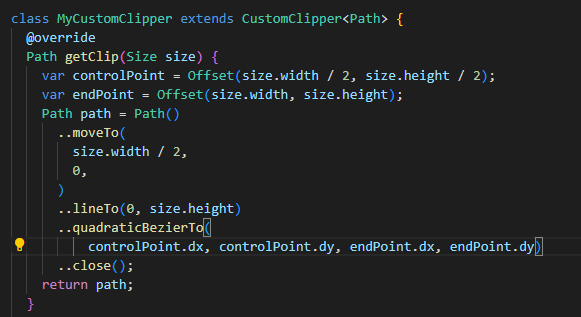 class MyCustomClipper extends CustomClipper<Path> {
@override
Path getClip(Size size) {
var controlPoint = Offset(size.width / 2, size.height / 2);
var endPoint = Offset(size.width, size.height);
Path path = Path()
..moveTo(
size.width / 2,
0,
)
..lineTo(0, size.height)
..quadraticBezierTo(
controlPoint.dx, controlPoint.dy, endPoint.dx, endPoint.dy)
..close();
return path;
}